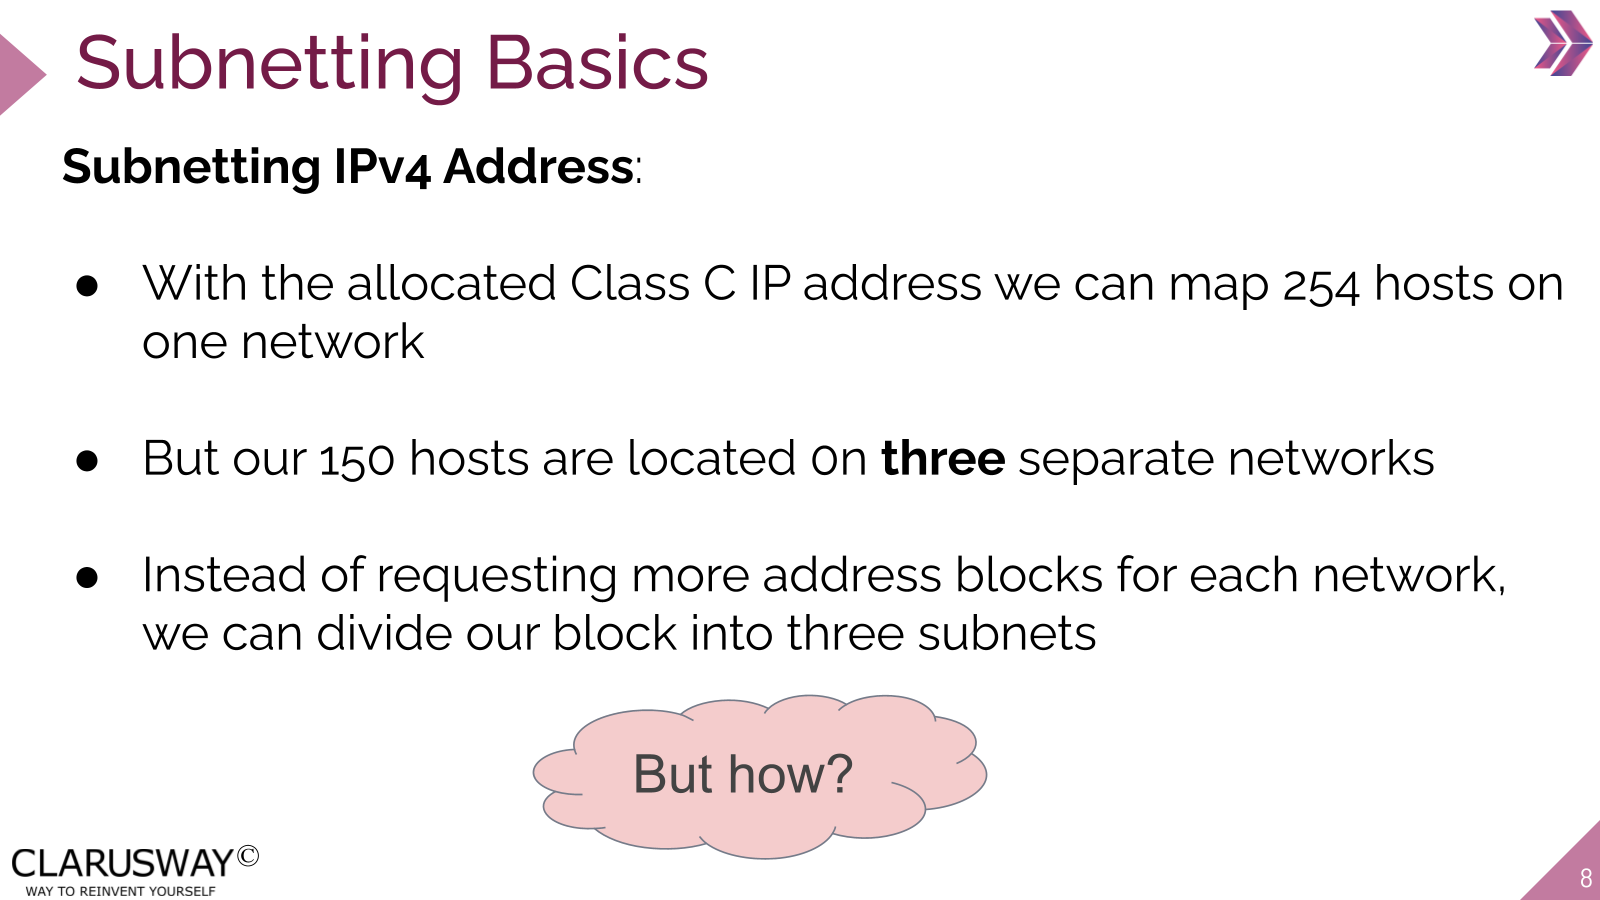 Subnetting Basics
Subnetting IPv4 Address:
● With the allocated Class C IP address we can map 254 hosts on
one network
● But our 150 hosts are located 0n three separate networks
● Instead of requesting more address blocks for each network,
we can divide our block into three subnets
But how?
CLARUSWAY©
WAY TO REINVENT YOURSELF
8